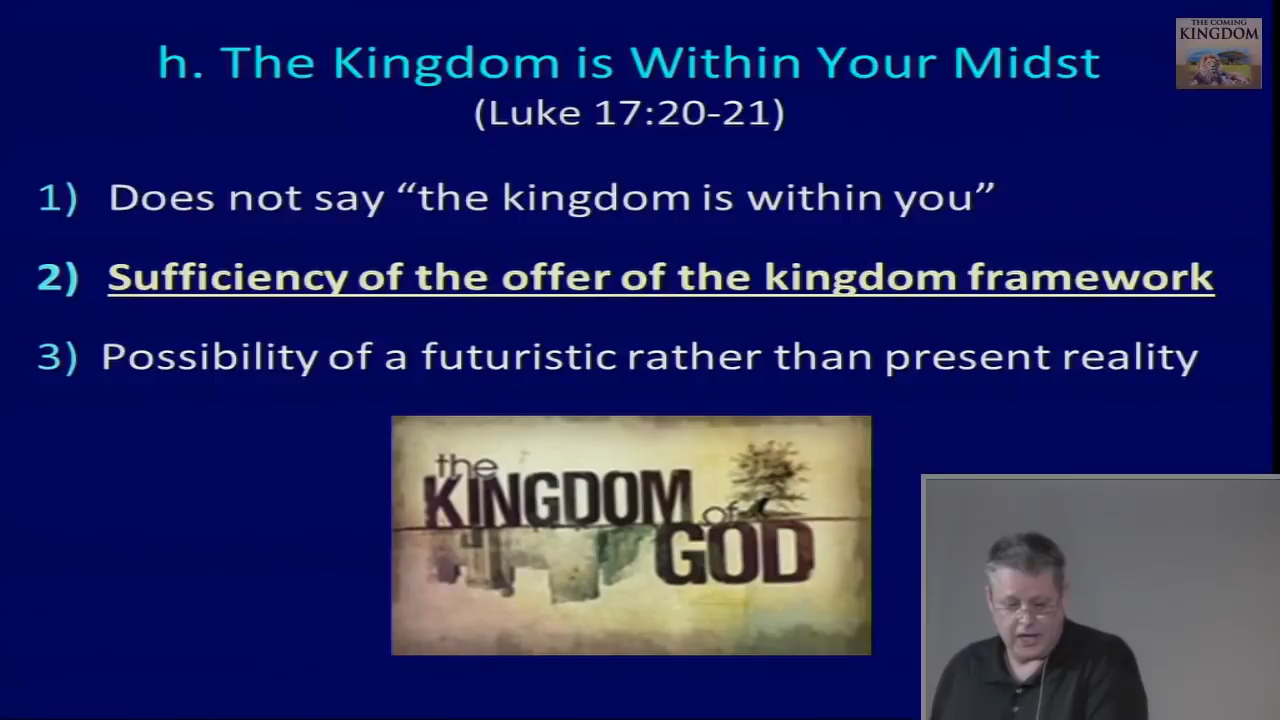 h. The Kingdom is Within Your Midst
(Luke 17:20-21)
THE COMING
KINGDOM
1) Does not say “the kingdom is within you”
2) Sufficiency of the offer of the kingdom framework
3) Possibility of a futuristic rather than present reality
the
KINGDOM
of
GOD